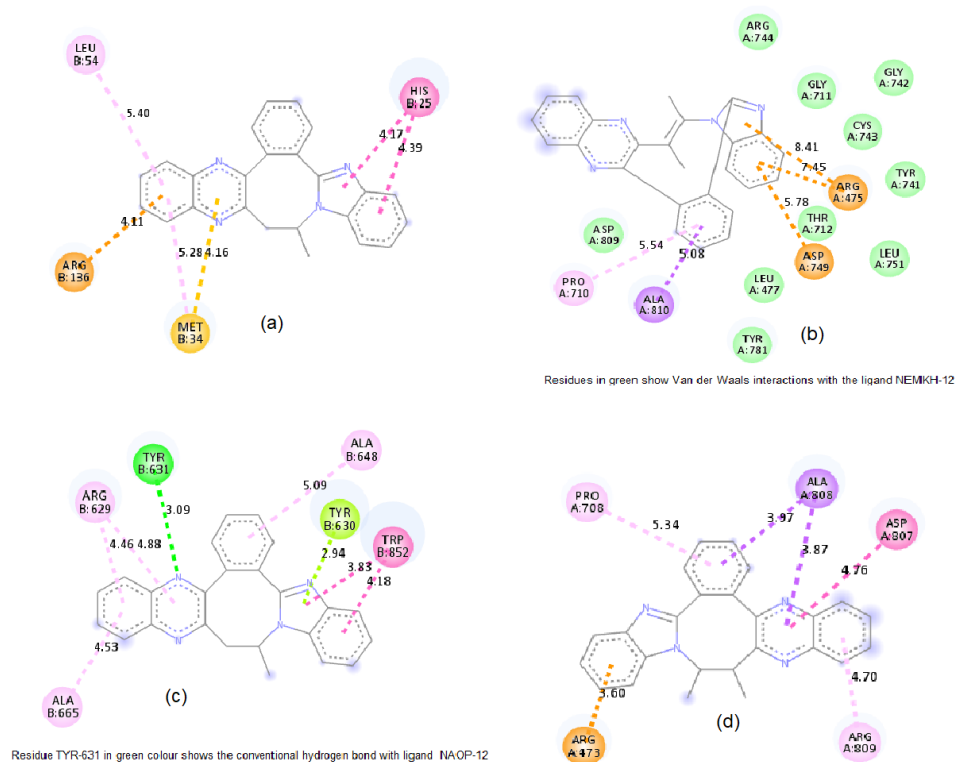 LEU
B:54
HIS
B:25
5.40
4.17
4.39
N
N
N
N
4.11
5.28
4.16
ARG
B:136
MET
B:34
(a)
ARG
A:744
GLY
A:742
GLY
A:711
CYS
A:743
TYR
A:741
N
N
N
N
8.41
7.45
ARG
A:475
5.78
THR
A:712
ASP
A:809
ASP
A:749
LEU
A:751
5.54
5.08
PRO
A:710
ALA
A:810
LEU
A:477
TYR
A:781
(b)
Residues in green show Van der Waals interactions with the ligand NEMIKH-12
TYR
B:631
ALA
B:648
ARG
B:629
TYR
B:630
TRP
B:852
3.09
5.09
4.46
4.88
2.94
3.83
4.18
N
N
N
N
4.53
ALA
B:665
(c)
Residue TYR-631 in green colour shows the conventional hydrogen bond with ligand NAOP-12
PRO
A:708
ALA
A:808
ASP
A:807
5.34
3.97
3.87
4.76
N
N
N
N
3.60
4.70
ARG
A:473
ARG
A:809
(d)